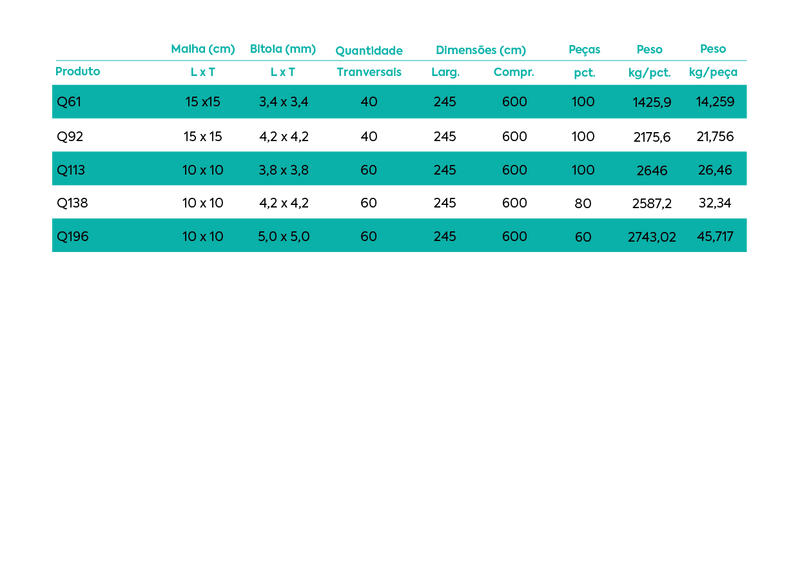 Malha (cm) Bitola (mm) Quantidade Dimensões (cm) Peças Peso Peso
Produto L x T L x T Tranversais Larg. Compr. pct. kg/pct. kg/peça
Q61 15 x15 3,4 x 3,4 40 245 600 100 1425,9 14,259
Q92 15 x 15 4,2 x 4,2 40 245 600 100 2175,6 21,756
Q113 10 x 10 3,8 x 3,8 60 245 600 100 2646 26,46
Q138 10 x 10 4,2 x 4,2 60 245 600 80 2587,2 32,34
Q196 10 x 10 5,0 x 5,0 60 245 600 60 2743,02 45,717